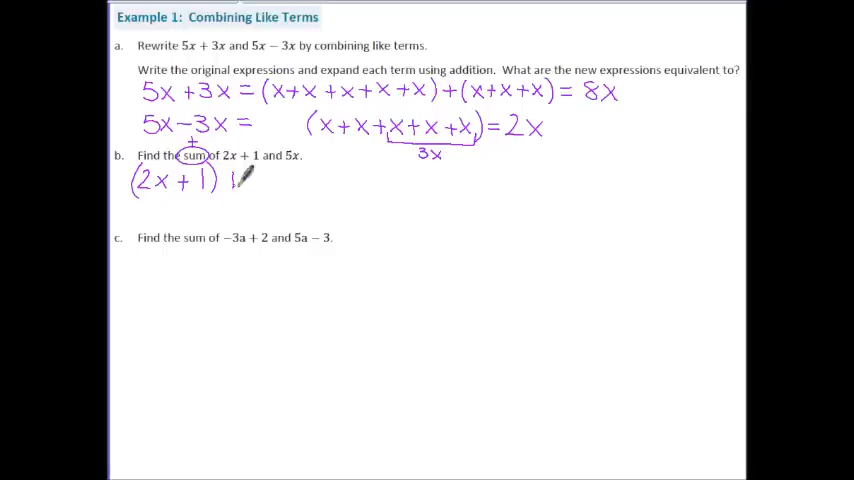 Example 1: Combining Like Terms
a. Rewrite 5x + 3x and 5x − 3x by combining like terms.
Write the original expressions and expand each term using addition. What are the new expressions equivalent to?
5x + 3x = (x+x+x+x+x)+(x+x+x) = 8x
5x − 3x = (x+x+x+x+x) = 2x
3x
+
b. Find the sum of 2x + 1 and 5x.
(2x + 1)
c. Find the sum of −3a + 2 and 5a − 3.